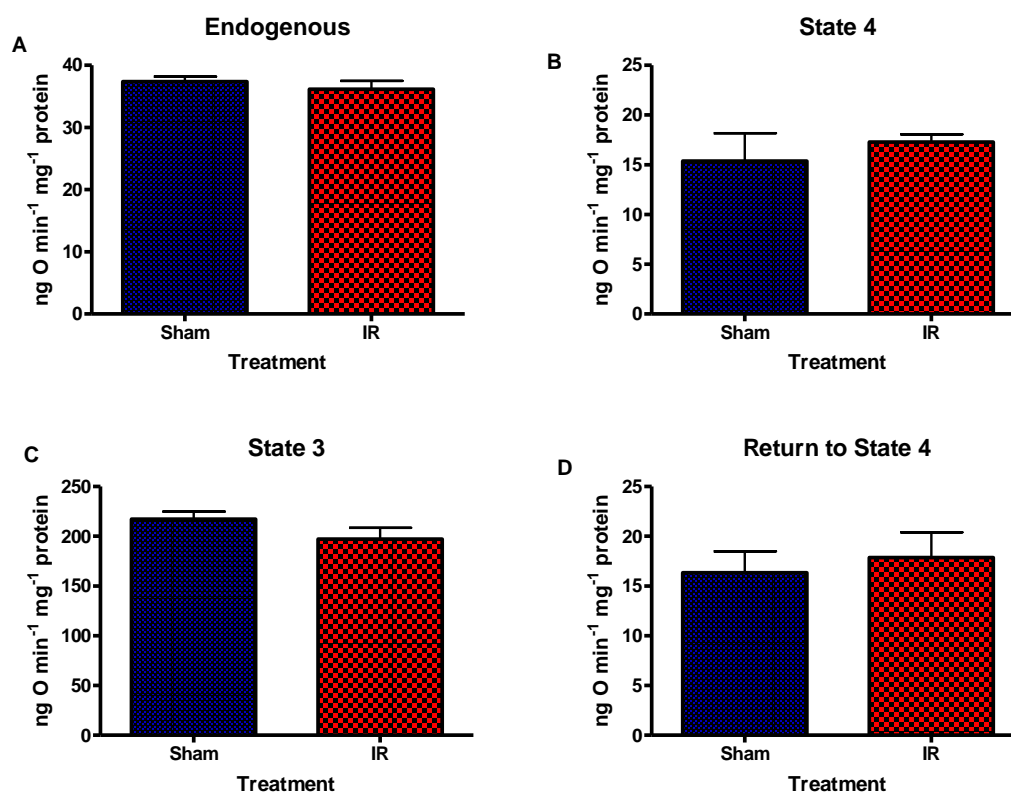 A
Endogenous
ng O min⁻¹ mg⁻¹ protein
40
30
20
10
0
Sham
IR
Treatment
B
State 4
ng O min⁻¹ mg⁻¹ protein
25
20
15
10
5
0
Sham
IR
Treatment
C
State 3
ng O min⁻¹ mg⁻¹ protein
250
200
150
100
50
0
Sham
IR
Treatment
D
Return to State 4
ng O min⁻¹ mg⁻¹ protein
25
20
15
10
5
0
Sham
IR
Treatment